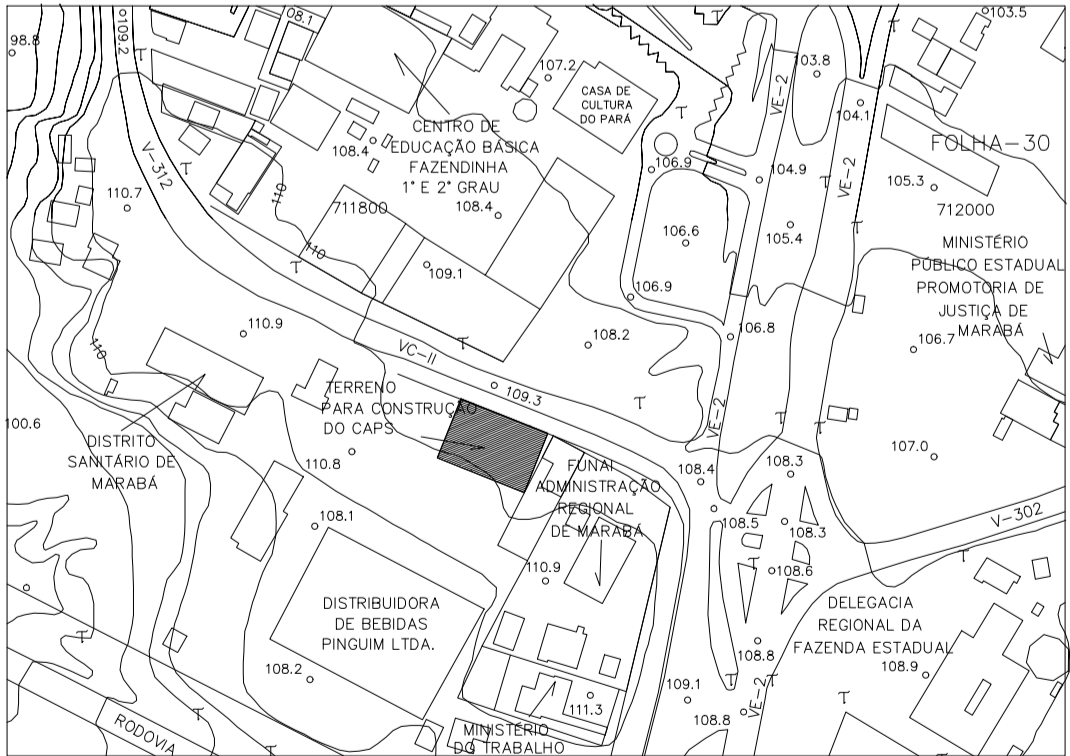 98.8
109.2
108.1
107.2
CASA DE
CULTURA
DO PARÁ
VE-2
103.8
103.5
104.1
FOLHA-30
CENTRO DE
EDUCAÇÃO BÁSICA
FAZENDINHA
1° E 2° GRAU
108.4
711800
108.4
106.9
104.9
VE-2
105.3
712000
V-312
110.7
110
110
109.1
106.6
105.4
MINISTÉRIO
PÚBLICO ESTADUAL
PROMOTORIA DE
JUSTIÇA DE
MARABÁ
106.9
110.9
108.2
106.8
106.7
110
VC-II
109.3
TERRENO
PARA CONSTRUÇÃO
DO CAPS
VE-2
100.6
DISTRITO
SANITÁRIO DE
MARABÁ
110.8
FUNAI
ADMINISTRAÇÃO
REGIONAL
DE MARABÁ
108.4
108.3
107.0
108.1
108.5
108.3
V-302
110.9
108.6
DISTRIBUIDORA
DE BEBIDAS
PINGUIM LTDA.
DELEGACIA
REGIONAL DA
FAZENDA ESTADUAL
108.8
108.9
108.2
111.3
109.1
108.8
VE-2
RODOVIA
MINISTÉRIO
DO TRABALHO